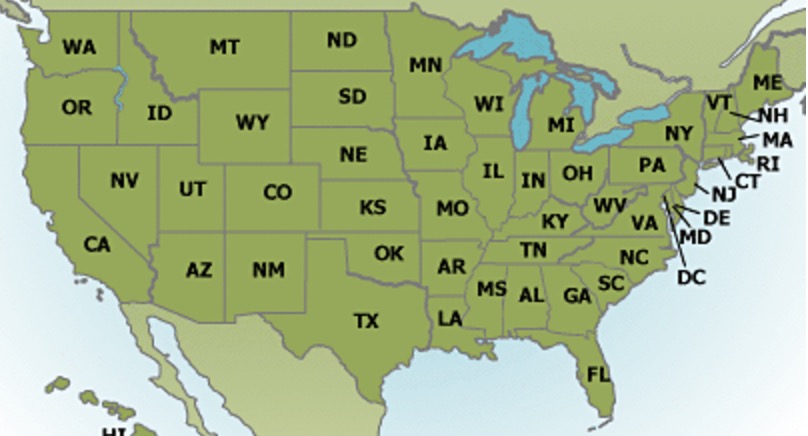 WA
MT
ND
MN
ME
OR
ID
SD
WI
VT
NH
WY
MI
NY
MA
NE
IA
RI
NV
UT
CO
IL
IN
OH
PA
CT
NJ
KS
MO
KY
WV
VA
DE
MD
CA
AZ
NM
OK
AR
TN
NC
DC
TX
LA
MS
AL
GA
SC
FL
HI